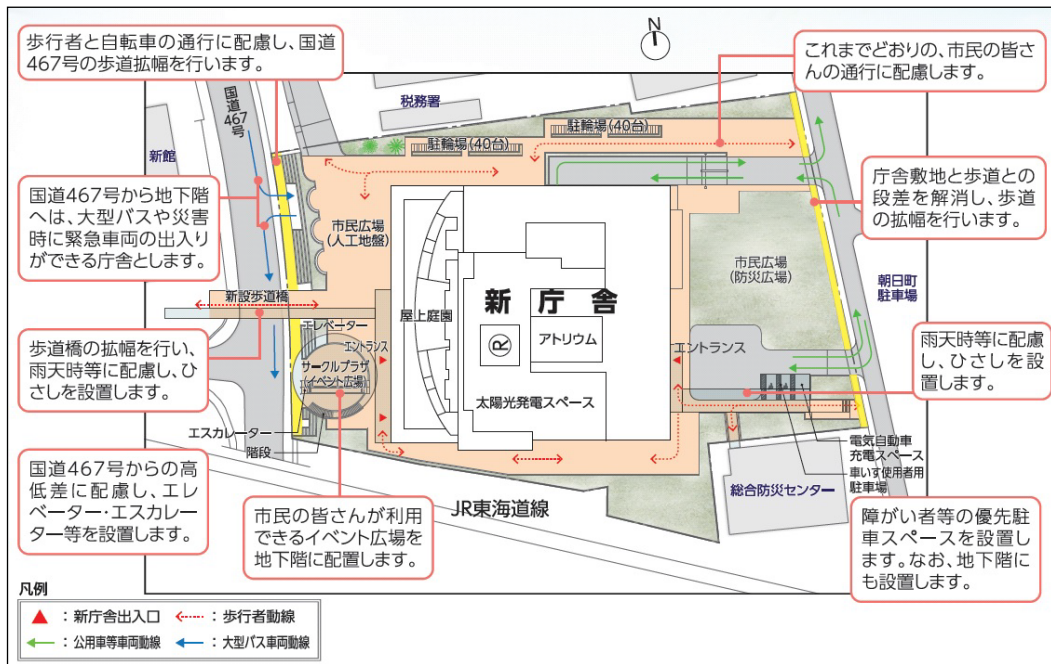 歩行者と自転車の通行に配慮し、国道
467号の歩道拡幅を行います。
N
これまでどおりの、市民の皆さ
んの通行に配慮します。
国道467号
税務署
駐輪場(40台)
駐輪場(40台)
新館
国道467号から地下階
へは、大型バスや災害
時に緊急車両の出入り
ができる庁舎とします。
市民広場
(人工地盤)
庁舎敷地と歩道との
段差を解消し、歩道
の拡幅を行います。
市民広場
(防災広場)
朝日町
駐車場
新設歩道橋
屋上庭園
新庁舎
R
アトリウム
太陽光発電スペース
エレベーター
エントランス
サークルプラザ
(イベント広場)
エントランス
歩道橋の拡幅を行い、
雨天時等に配慮し、ひ
さしを設置します。
雨天時等に配慮
し、ひさしを設
置します。
エスカレーター
階段
電気自動車
充電スペース
車いす使用者用
駐車場
総合防災センター
国道467号からの高
低差に配慮し、エレ
ベーター・エスカレー
ター等を設置します。
市民の皆さんが利用
できるイベント広場を
地下階に配置します。
JR東海道線
障がい者等の優先駐
車スペースを設置し
ます。なお、地下階に
も設置します。
凡例
▲:新庁舎出入口
:歩行者動線
:公用車等車両動線
:大型バス車両動線